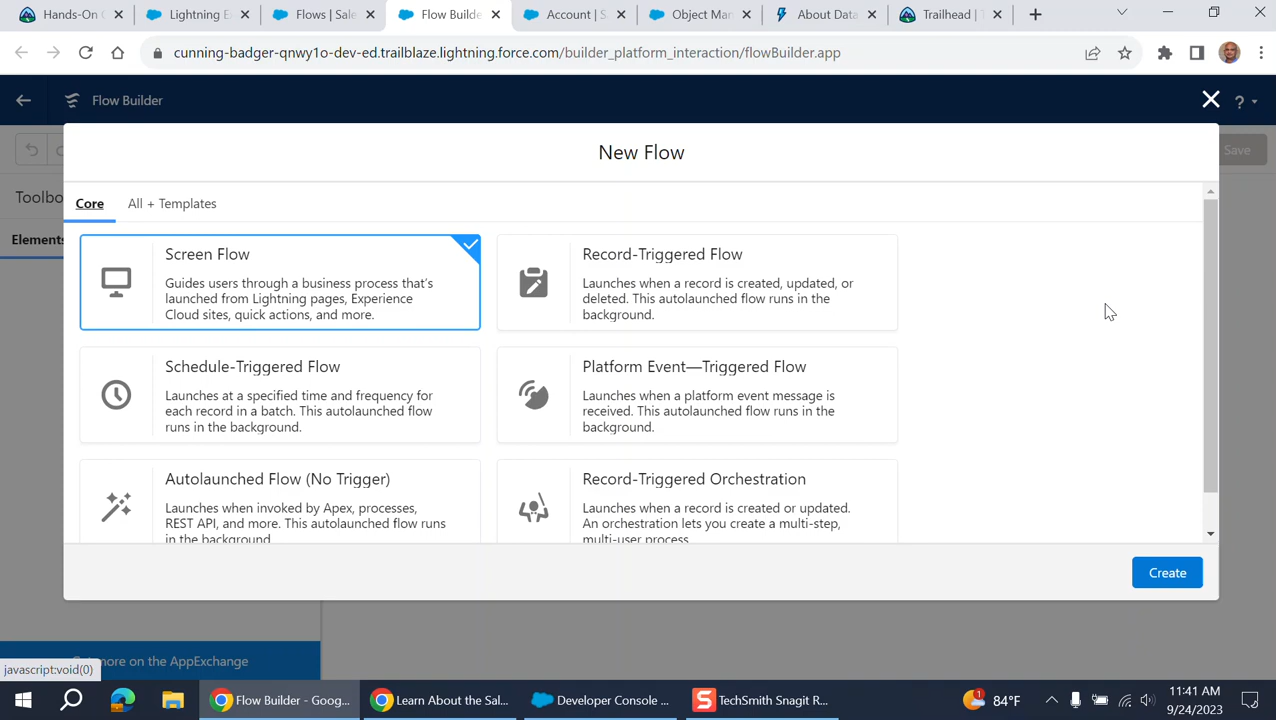 Hands-On C
Lightning E
Flows | Sale
Flow Builde
Account | S
Object Man
About Data
Trailhead | T
cunning-badger-qnwy1o-dev-ed.trailblaze.lightning.force.com/builder_platform_interaction/flowBuilder.app
Flow Builder
?
New Flow
Save
Toolbo
Elements
Core
All + Templates
Screen Flow
Guides users through a business process that's
launched from Lightning pages, Experience
Cloud sites, quick actions, and more.
Record-Triggered Flow
Launches when a record is created, updated, or
deleted. This autolaunched flow runs in the
background.
Schedule-Triggered Flow
Launches at a specified time and frequency for
each record in a batch. This autolaunched flow
runs in the background.
Platform Event—Triggered Flow
Launches when a platform event message is
received. This autolaunched flow runs in the
background.
Autolaunched Flow (No Trigger)
Launches when invoked by Apex, processes,
REST API, and more. This autolaunched flow runs
in the background.
Record-Triggered Orchestration
Launches when a record is created or updated.
An orchestration lets you create a multi-step,
multi-user process.
Create
more on the AppExchange
javascript:void(0)
Flow Builder - Goog...
Learn About the Sal...
Developer Console ...
TechSmith Snagit R...
1
84°F
11:41 AM
9/24/2023